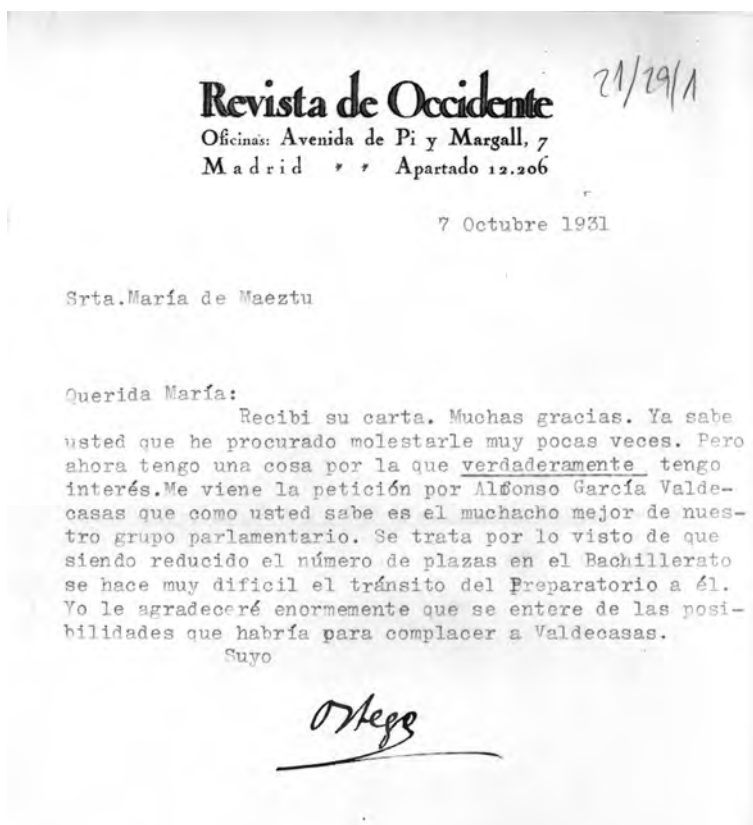 21/29/1
Revista de Occidente
Oficinas: Avenida de Pi y Margall, 7
Madrid Apartado 12.206
7 Octubre 1931
Srta.María de Maeztu
Querida María:
Recibi su carta. Muchas gracias. Ya sabe
usted que he procurado molestarle muy pocas veces. Pero
ahora tengo una cosa por la que verdaderamente tengo
interés.Me viene la petición por Alfonso García Valde-
casas que como usted sabe es el muchacho mejor de nues-
tro grupo parlamentario. Se trata por lo visto de que
siendo reducido el número de plazas en el Bachillerato
se hace muy dificil el tránsito del Preparatorio a él.
Yo le agradeceré enormemente que se entere de las posi-
bilidades que habría para complacer a Valdecasas.
Suyo
Ortega